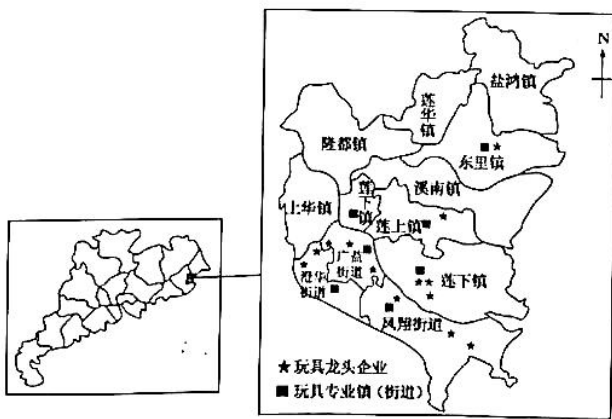 N
盐鸿镇
莲华镇
隆都镇
东里镇
溪南镇
莲下镇
上华镇
莲上镇
广益街道
澄华街道
莲下镇
凤翔街道
★玩具龙头企业
■玩具专业镇（街道）